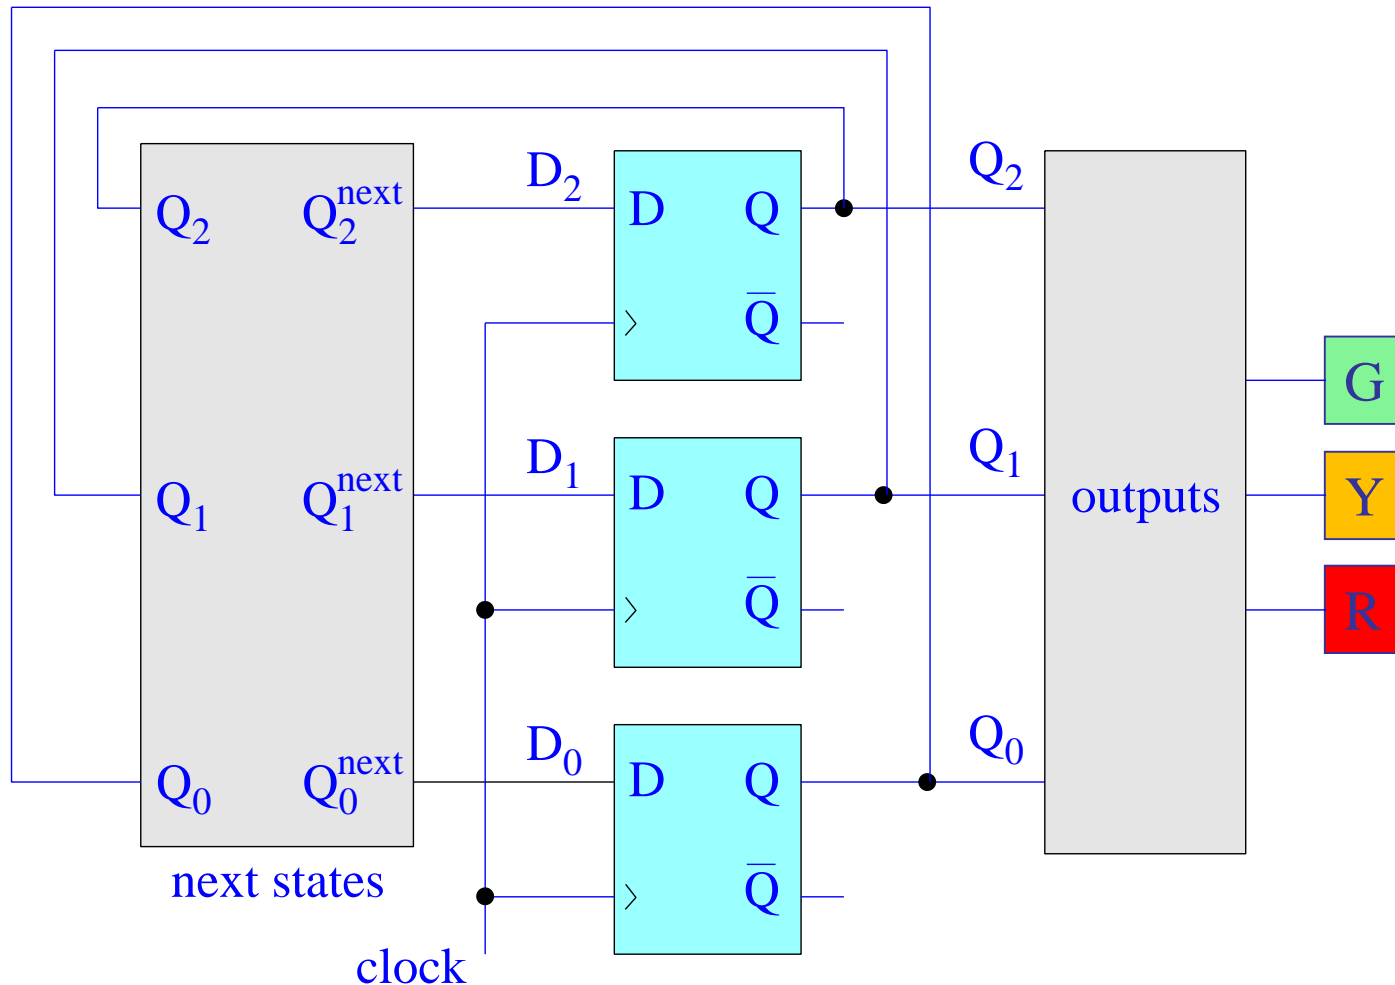 Q₂ Q₂ⁿᵉˣᵗ D₂ D Q Q₂
Q̅
G
Q₁ Q₁ⁿᵉˣᵗ D₁ D Q Q₁ outputs Y
Q̅
R
Q₀ Q₀ⁿᵉˣᵗ D₀ D Q Q₀
next states
Q̅
clock